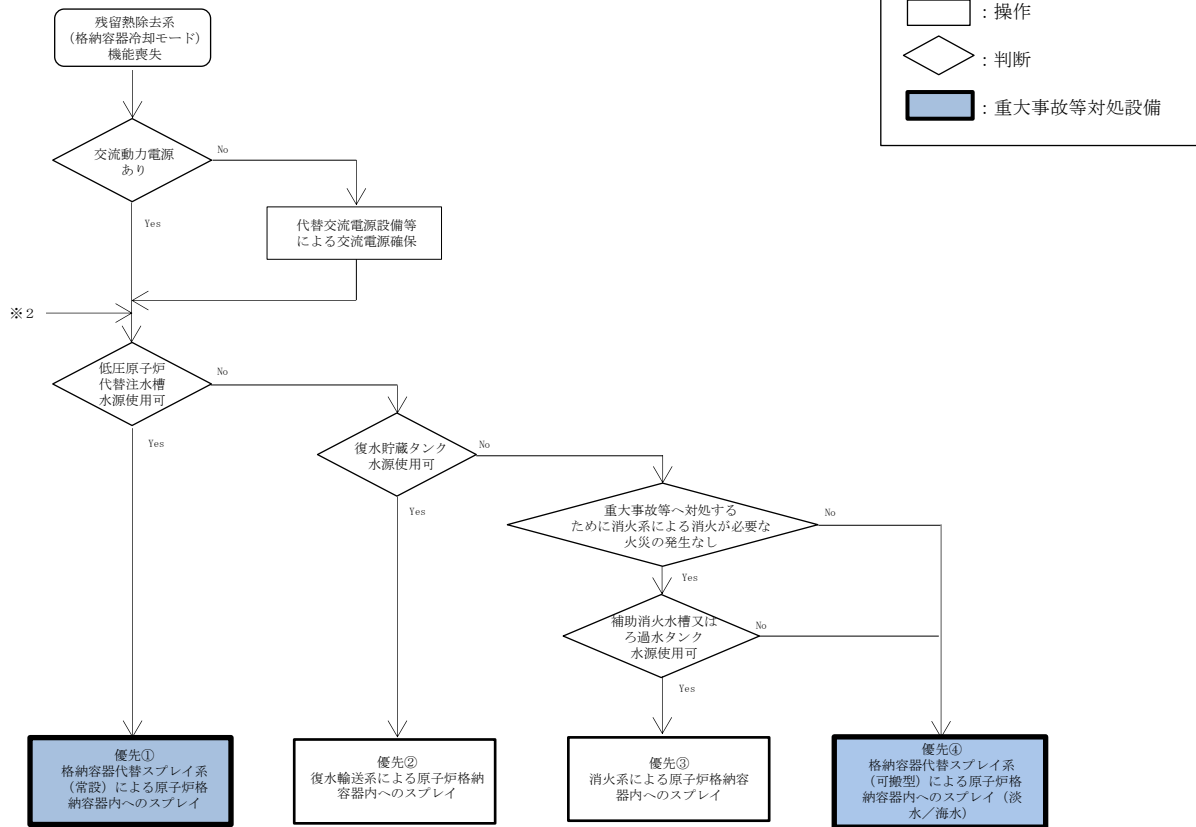 残留熱除去系
(格納容器冷却モード)
機能喪失
：操作
：判断
：重大事故等対処設備
交流動力電源
あり
No
Yes
代替交流電源設備等
による交流電源確保
※２
低圧原子炉
代替注水槽
水源使用可
No
Yes
復水貯蔵タンク
水源使用可
No
Yes
重大事故等へ対処する
ために消火系による消火が必要な
火災の発生なし
No
Yes
補助消火水槽又は
ろ過水タンク
水源使用可
No
Yes
優先①
格納容器代替スプレイ系
（常設）による原子炉格
納容器内へのスプレイ
優先②
復水輸送系による原子炉格納
容器内へのスプレイ
優先③
消火系による原子炉格納容
器内へのスプレイ
優先④
格納容器代替スプレイ系
（可搬型）による原子炉格
納容器内へのスプレイ（淡
水／海水）